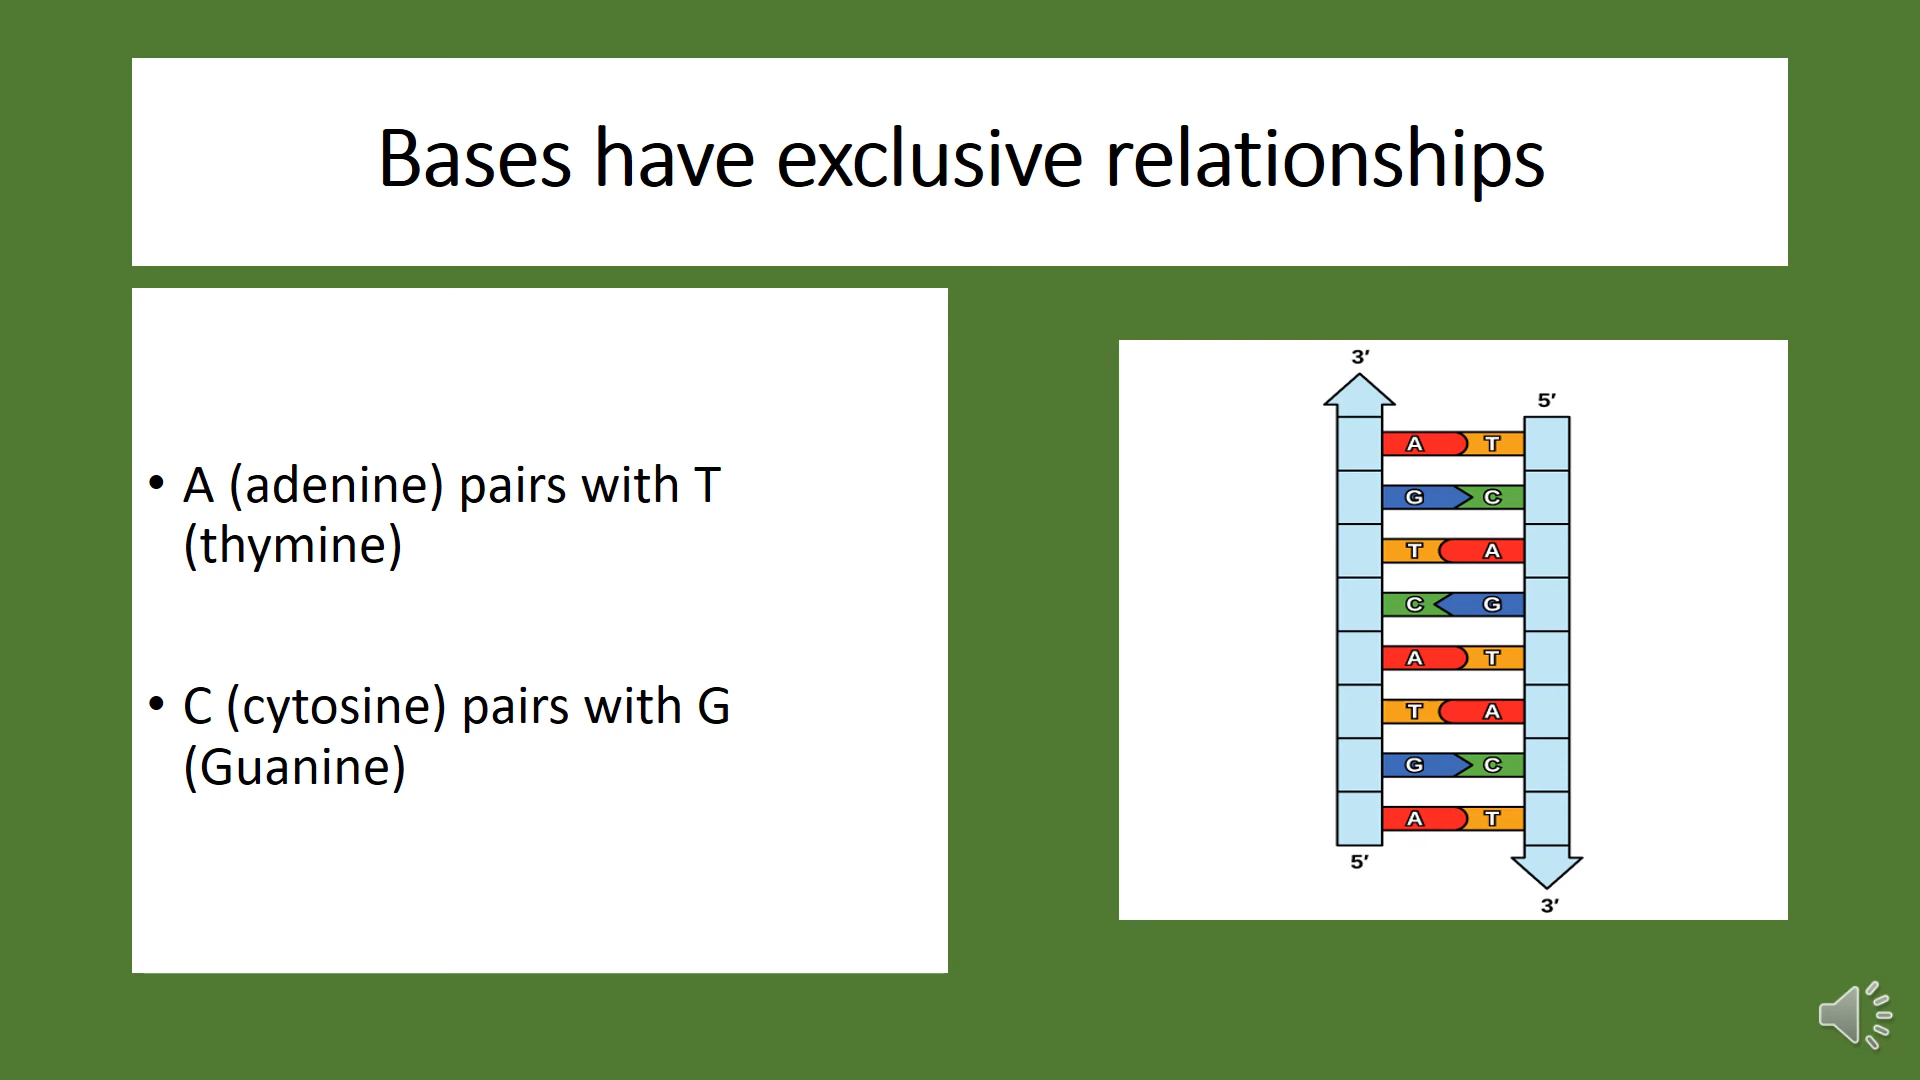 Bases have exclusive relationships
• A (adenine) pairs with T
(thymine)
• C (cytosine) pairs with G
(Guanine)
3′
5′
A T
G C
T A
C G
A T
T A
G C
A T
5′
3′